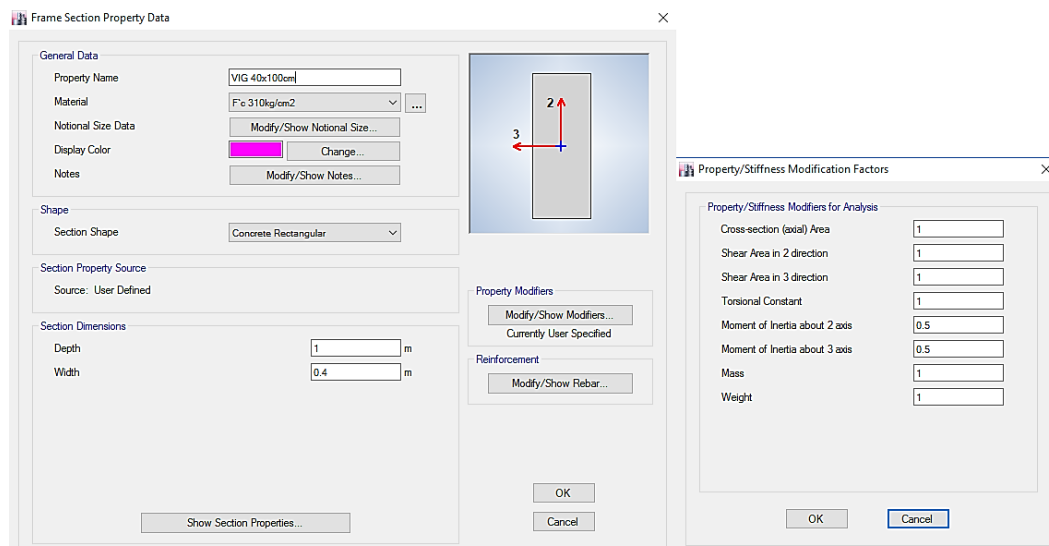 Frame Section Property Data
General Data
Property Name VIG 40x100cm
Material F`c 310kg/cm2 ...
Notional Size Data Modify/Show Notional Size...
Display Color Change...
Notes Modify/Show Notes...
Shape
Section Shape Concrete Rectangular
Section Property Source
Source: User Defined
Section Dimensions
Depth 1 m
Width 0.4 m
Show Section Properties...
2
3
Property Modifiers
Modify/Show Modifiers...
Currently User Specified
Reinforcement
Modify/Show Rebar...
OK
Cancel
Property/Stiffness Modification Factors
Property/Stiffness Modifiers for Analysis
Cross-section (axial) Area 1
Shear Area in 2 direction 1
Shear Area in 3 direction 1
Torsional Constant 1
Moment of Inertia about 2 axis 0.5
Moment of Inertia about 3 axis 0.5
Mass 1
Weight 1
OK Cancel